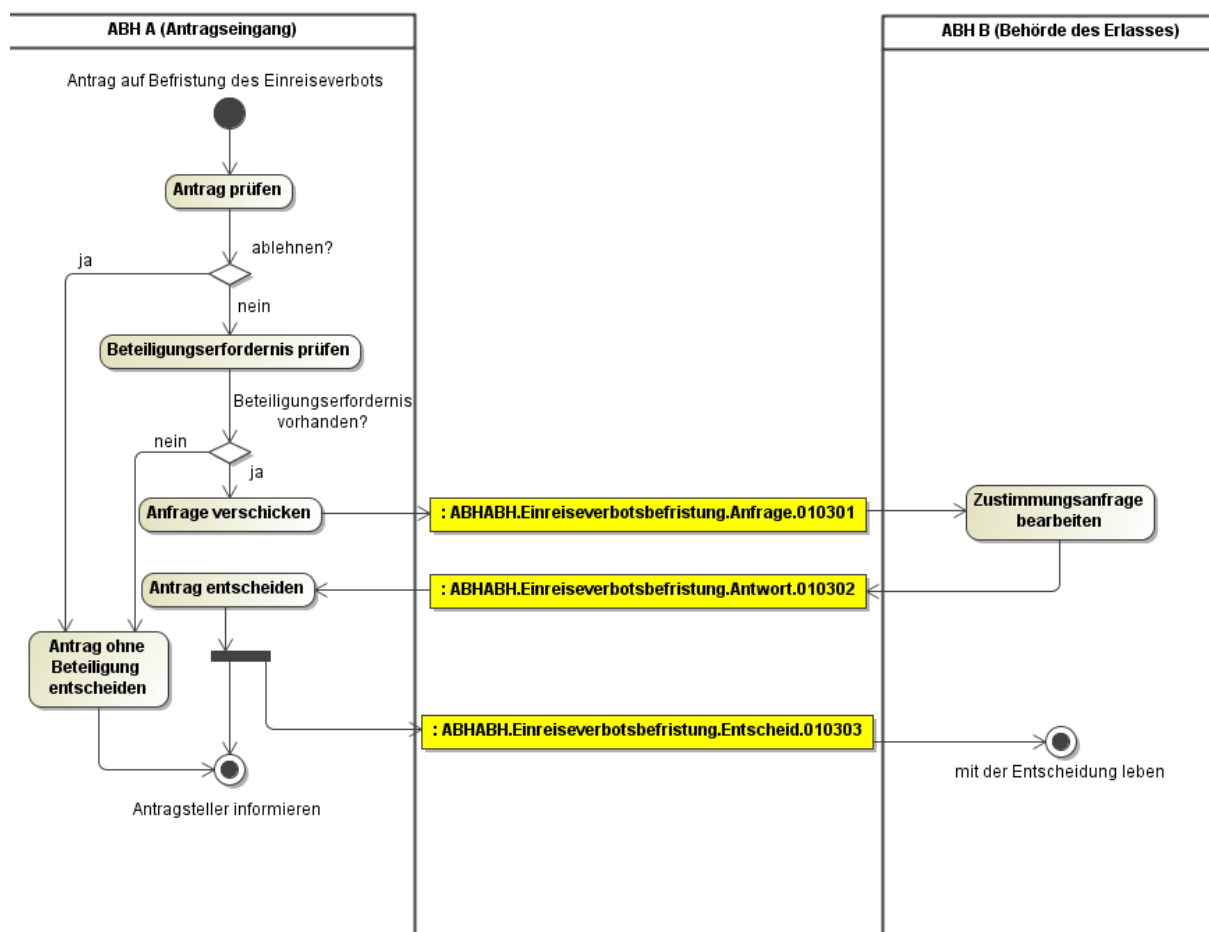 ABH A (Antragseingang)
ABH B (Behörde des Erlasses)
Antrag auf Befristung des Einreiseverbots
Antrag prüfen
ablehnen?
ja
nein
Beteiligungserfordernis prüfen
Beteiligungserfordernis
vorhanden?
nein
ja
Anfrage verschicken
: ABHABH.Einreiseverbotsbefristung.Anfrage.010301
Zustimmungsanfrage
bearbeiten
Antrag entscheiden
: ABHABH.Einreiseverbotsbefristung.Antwort.010302
Antrag ohne
Beteiligung
entscheiden
: ABHABH.Einreiseverbotsbefristung.Entscheid.010303
mit der Entscheidung leben
Antragsteller informieren